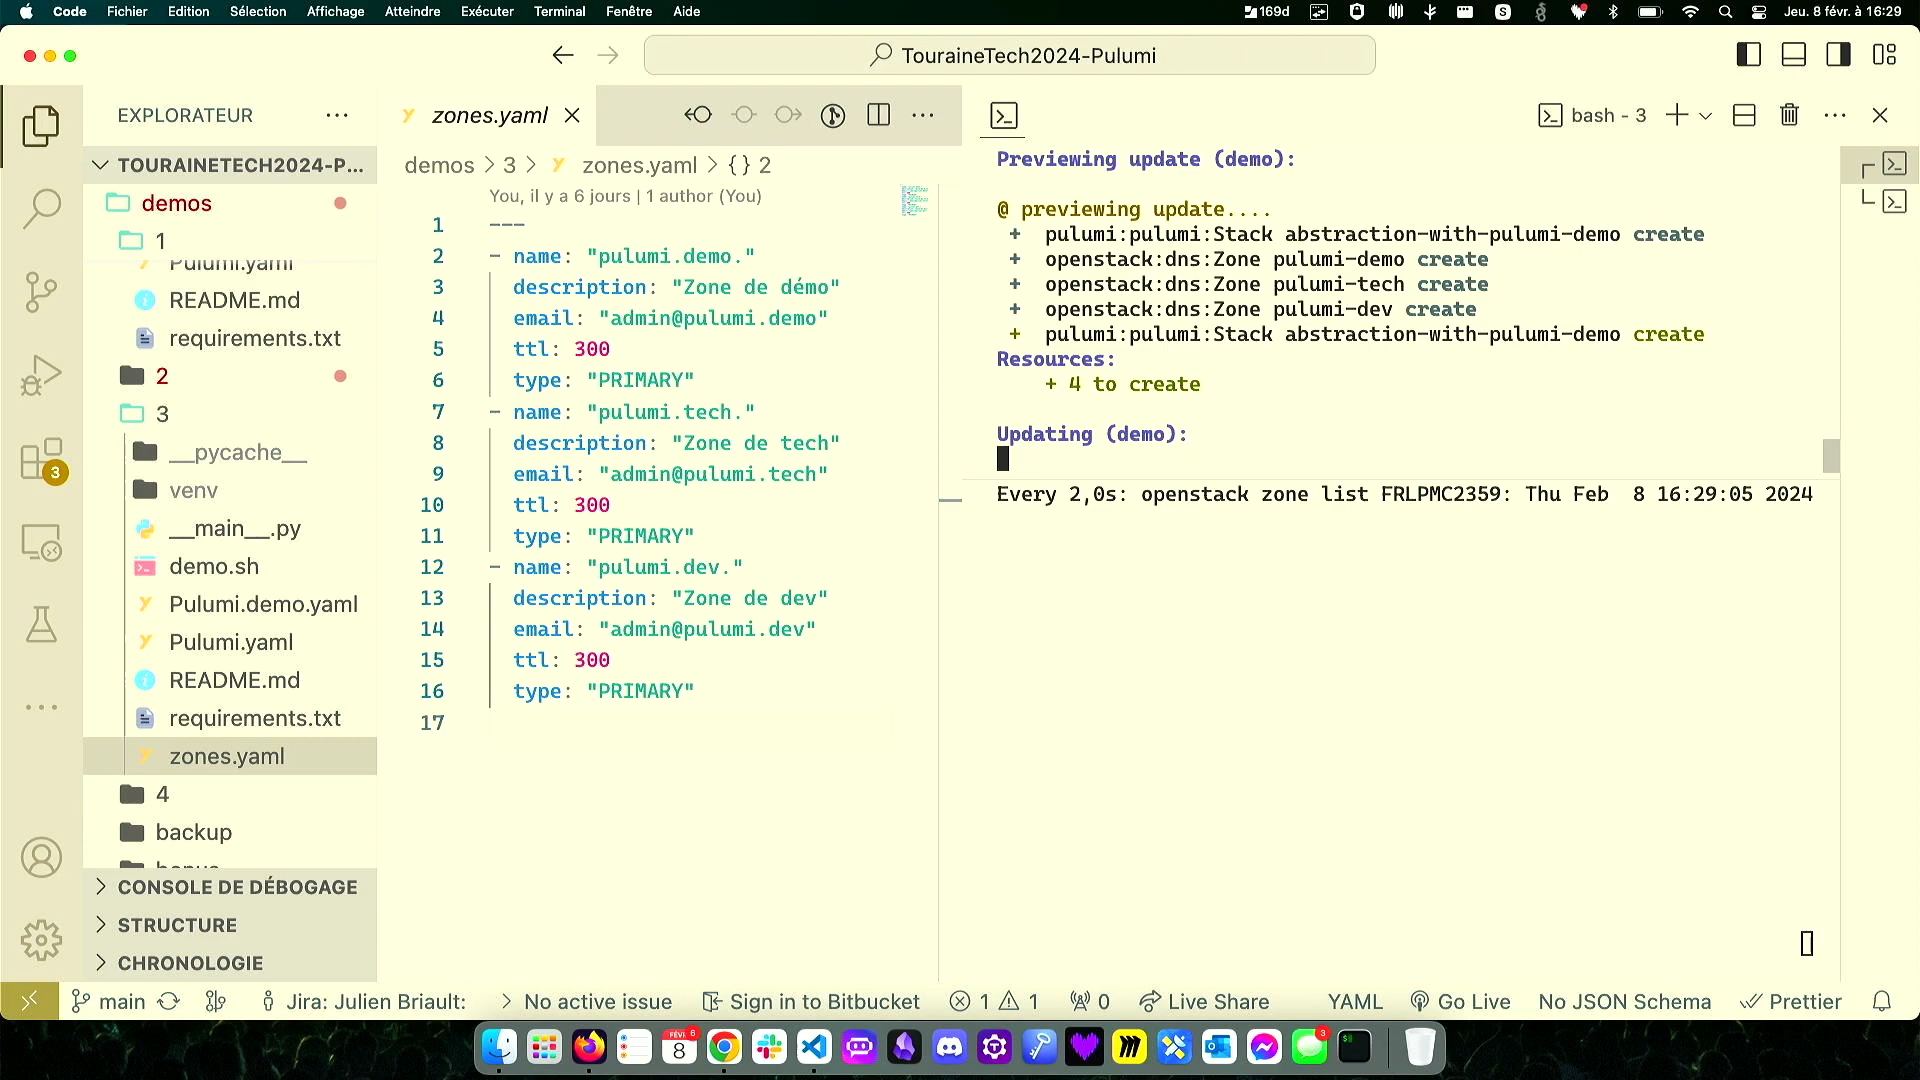 Code Fichier Edition Sélection Affichage Atteindre Exécuter Terminal Fenêtre Aide 169d S Jeu. 8 févr. à 16:29
TouraineTech2024-Pulumi
EXPLORATEUR
TOURAINETECH2024-P...
demos
1
Pulumi.yaml
README.md
requirements.txt
2
3
__pycache__
venv
__main__.py
demo.sh
Pulumi.demo.yaml
Pulumi.yaml
README.md
requirements.txt
zones.yaml
4
backup
CONSOLE DE DÉBOGAGE
STRUCTURE
CHRONOLOGIE
3
zones.yaml
demos > 3 > zones.yaml > {} 2
You, il y a 6 jours | 1 author (You)
1 ---
2 - name: "pulumi.demo."
3 description: "Zone de démo"
4 email: "admin@pulumi.demo"
5 ttl: 300
6 type: "PRIMARY"
7 - name: "pulumi.tech."
8 description: "Zone de tech"
9 email: "admin@pulumi.tech"
10 ttl: 300
11 type: "PRIMARY"
12 - name: "pulumi.dev."
13 description: "Zone de dev"
14 email: "admin@pulumi.dev"
15 ttl: 300
16 type: "PRIMARY"
17
bash - 3
Previewing update (demo):
@ previewing update....
+ pulumi:pulumi:Stack abstraction-with-pulumi-demo create
+ openstack:dns:Zone pulumi-demo create
+ openstack:dns:Zone pulumi-tech create
+ openstack:dns:Zone pulumi-dev create
+ pulumi:pulumi:Stack abstraction-with-pulumi-demo create
Resources:
+ 4 to create
Updating (demo):
Every 2,0s: openstack zone list FRLPMC2359: Thu Feb 8 16:29:05 2024
main Jira: Julien Briault: > No active issue Sign in to Bitbucket 1 1 0 Live Share YAML Go Live No JSON Schema Prettier
FÉVR. 8 6 3